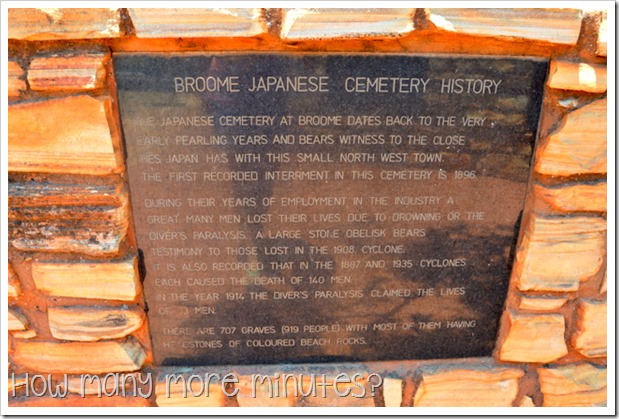 BROOME JAPANESE CEMETERY HISTORY
THE JAPANESE CEMETERY AT BROOME DATES BACK TO THE VERY
EARLY PEARLING YEARS AND BEARS WITNESS TO THE CLOSE
TIES JAPAN HAS WITH THIS SMALL NORTH WEST TOWN.
THE FIRST RECORDED INTERRMENT IN THIS CEMETERY IS 1896.
DURING THEIR YEARS OF EMPLOYMENT IN THE INDUSTRY A
GREAT MANY MEN LOST THEIR LIVES DUE TO DROWNING OR THE
DIVER'S PARALYSIS. A LARGE STONE OBELISK BEARS
TESTIMONY TO THOSE LOST IN THE 1908, CYCLONE.
IT IS ALSO RECORDED THAT IN THE 1887 AND 1935 CYCLONES
EACH CAUSED THE DEATH OF 140 MEN.
IN THE YEAR 1914 THE DIVER'S PARALYSIS CLAIMED THE LIVES
OF MEN.
THERE ARE 707 GRAVES (919 PEOPLE) WITH MOST OF THEM HAVING
HEADSTONES OF COLOURED BEACH ROCKS.
How many more minutes?